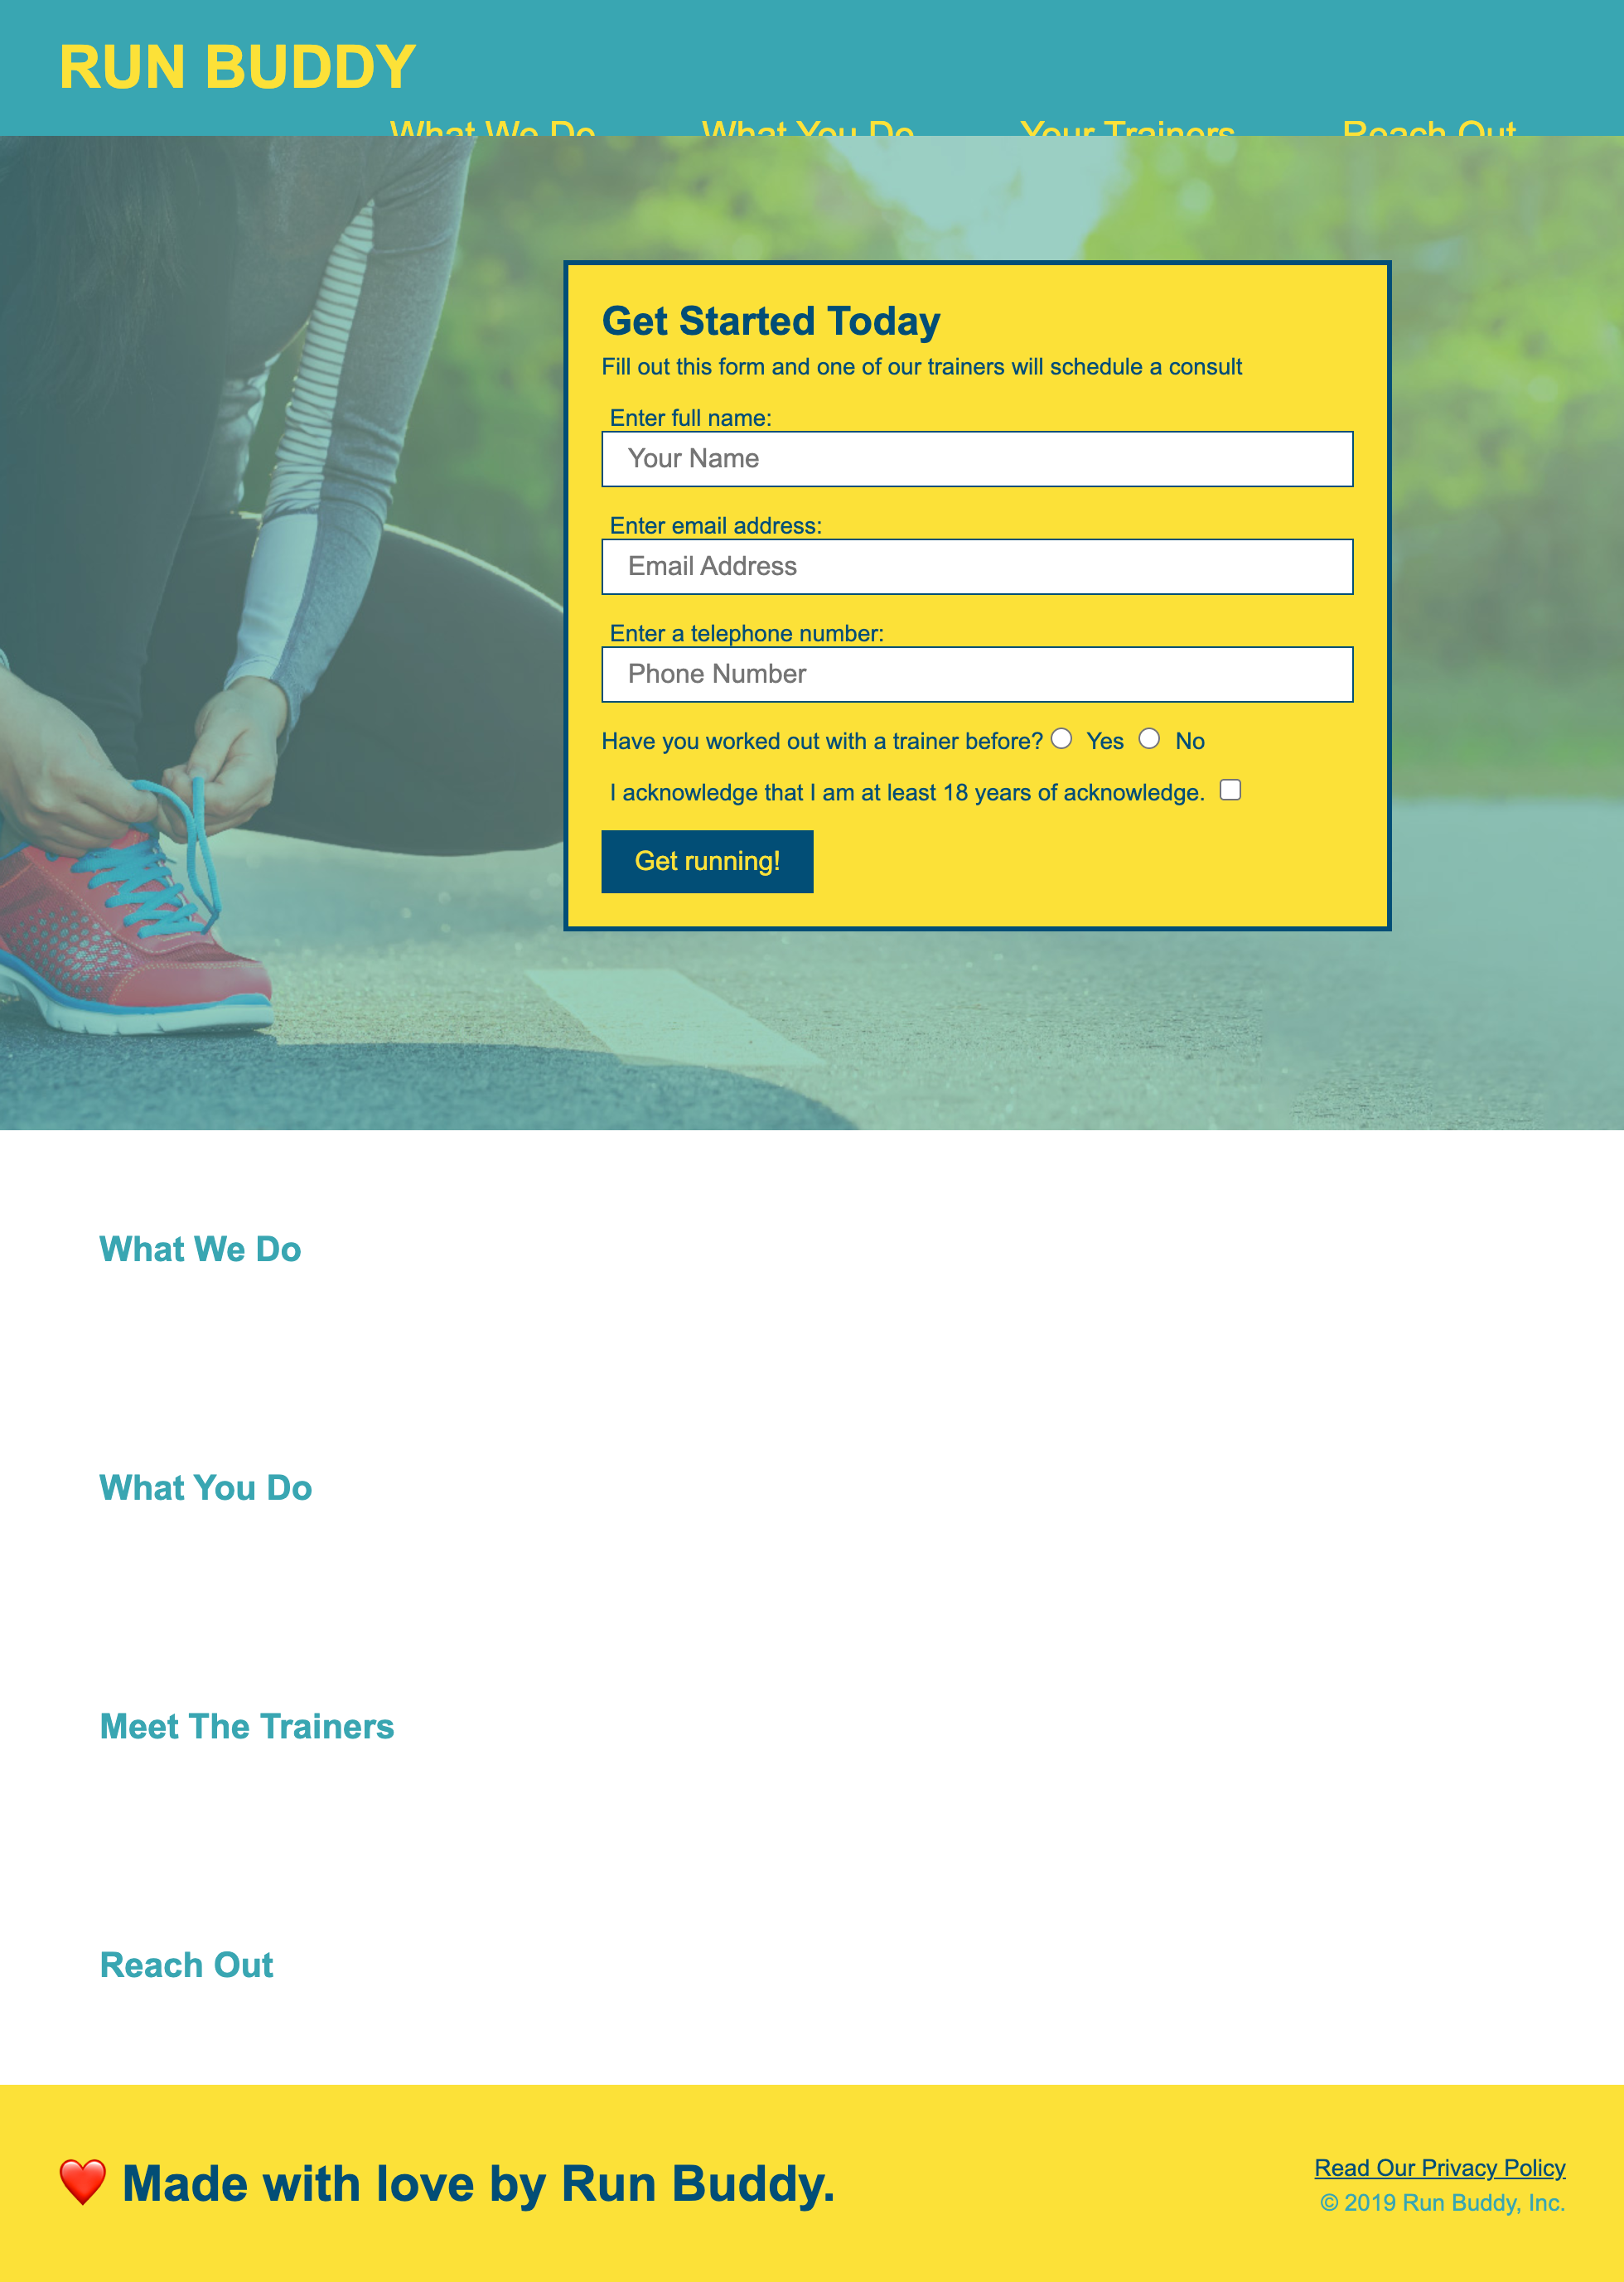 RUN BUDDY
What We Do What You Do Your Trainers Reach Out
Get Started Today
Fill out this form and one of our trainers will schedule a consult
Enter full name:
Your Name
Enter email address:
Email Address
Enter a telephone number:
Phone Number
Have you worked out with a trainer before? Yes No
I acknowledge that I am at least 18 years of acknowledge.
Get running!
What We Do
What You Do
Meet The Trainers
Reach Out
❤️ Made with love by Run Buddy.
Read Our Privacy Policy
© 2019 Run Buddy, Inc.